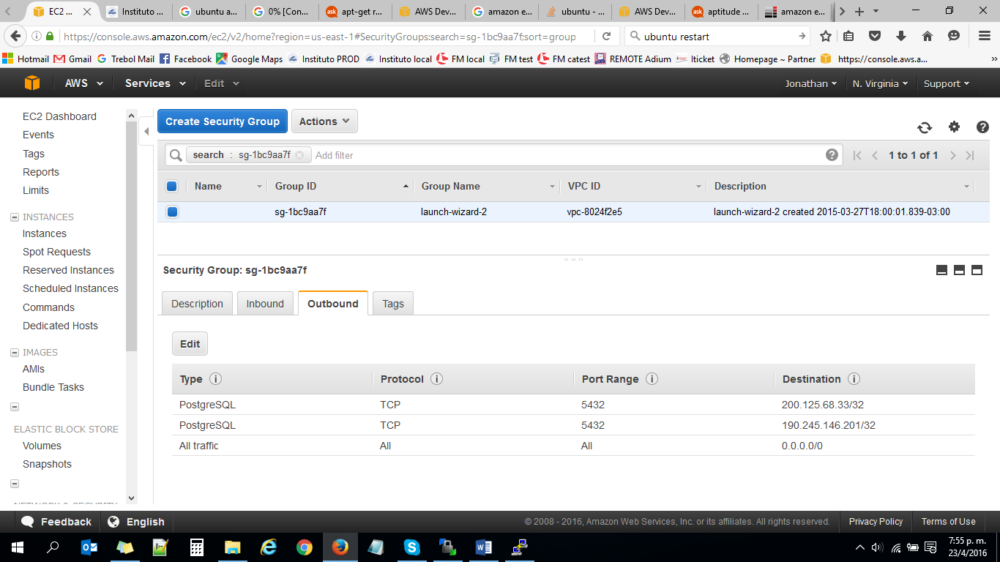 EC2 ...
Instituto ...
ubuntu a...
0% [Con...
apt-get r...
AWS Dev...
amazon e...
ubuntu - ...
AWS Dev...
aptitude ...
amazon e...
https://console.aws.amazon.com/ec2/v2/home?region=us-east-1#SecurityGroups:search=sg-1bc9aa7f;sort=group
ubuntu restart
Hotmail Gmail Trebol Mail Facebook Google Maps Instituto PROD Instituto local FM local FM test FM catest REMOTE Adium Iticket Homepage ~ Partner https://console.aws.a...
AWS Services Edit Jonathan N. Virginia Support
EC2 Dashboard
Events
Tags
Reports
Limits
INSTANCES
Instances
Spot Requests
Reserved Instances
Scheduled Instances
Commands
Dedicated Hosts
IMAGES
AMIs
Bundle Tasks
ELASTIC BLOCK STORE
Volumes
Snapshots
NETWORK & SECURITY
Create Security Group Actions
search : sg-1bc9aa7f Add filter 1 to 1 of 1
Name Group ID Group Name VPC ID Description
sg-1bc9aa7f launch-wizard-2 vpc-8024f2e5 launch-wizard-2 created 2015-03-27T18:00:01.839-03:00
Security Group: sg-1bc9aa7f
Description Inbound Outbound Tags
Edit
Type Protocol Port Range Destination
PostgreSQL TCP 5432 200.125.68.33/32
PostgreSQL TCP 5432 190.245.146.201/32
All traffic All All 0.0.0.0/0
Feedback English © 2008 - 2016, Amazon Web Services, Inc. or its affiliates. All rights reserved. Privacy Policy Terms of Use
7:55 p. m.
23/4/2016